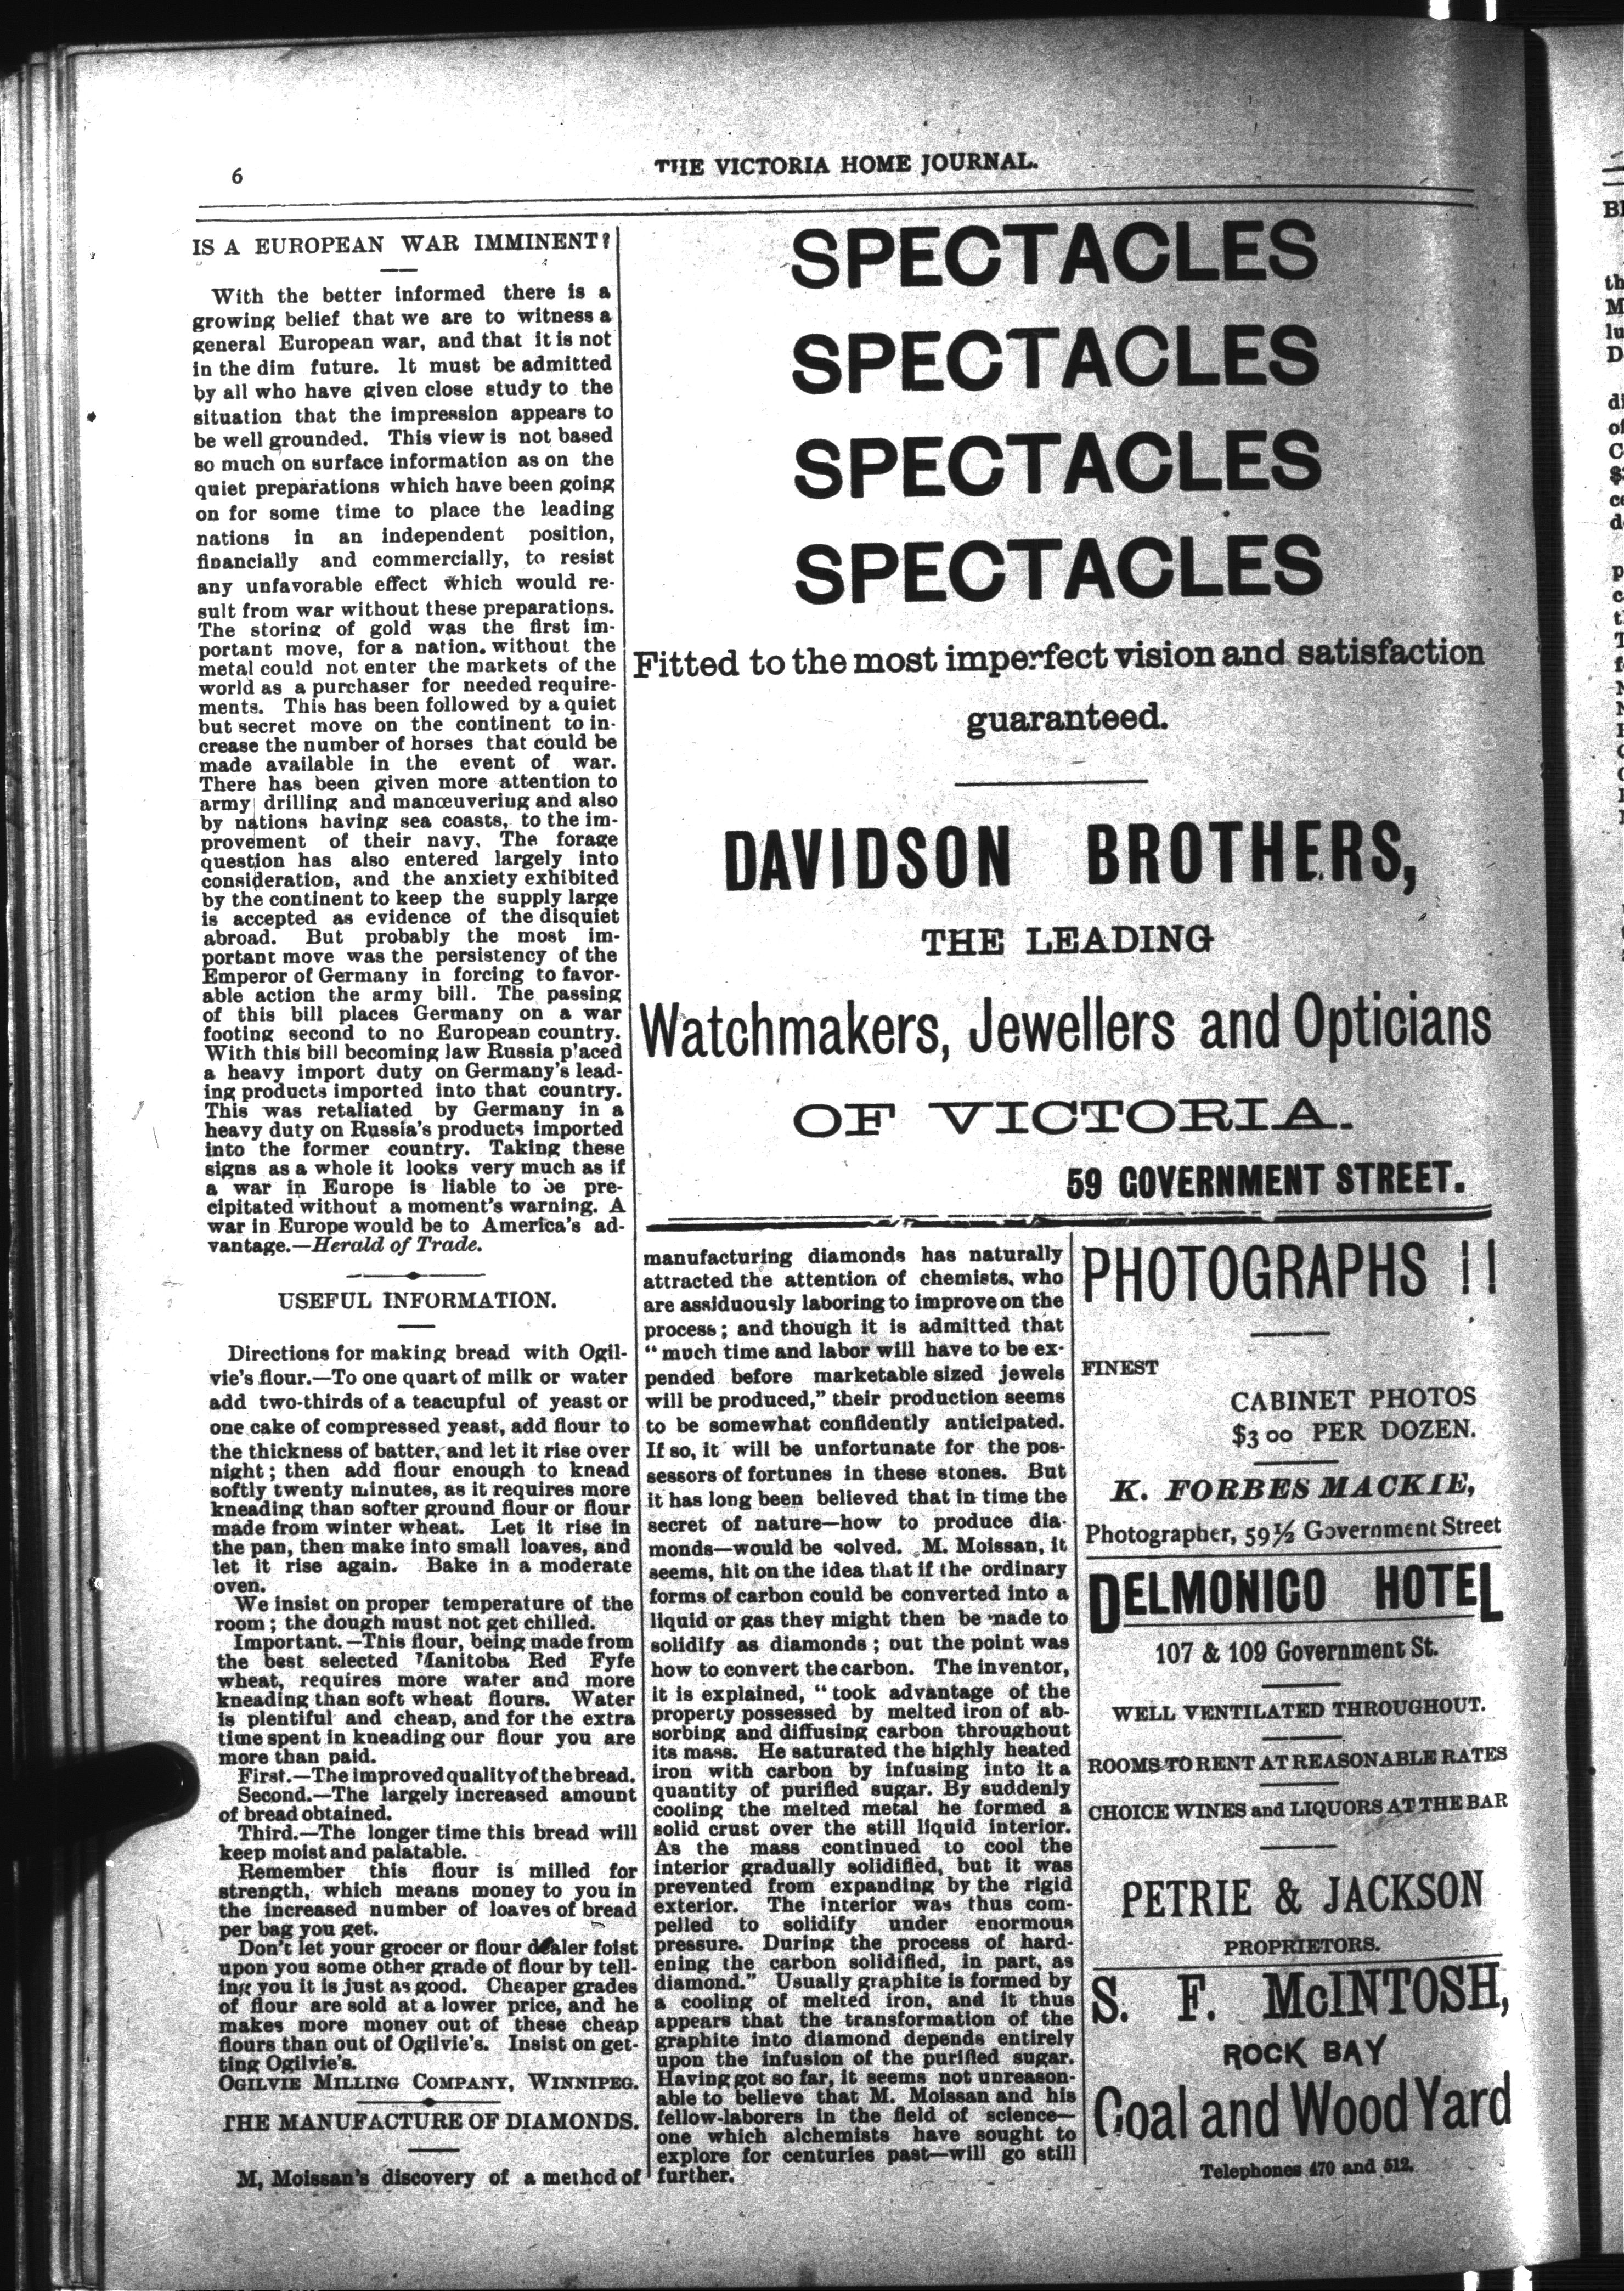 6
THE VICTORIA HOME JOURNAL.
IS A EUROPEAN WAR IMMINENT?
With the better informed there is a
growing belief that we are to witness a
general European war, and that it is not
in the dim future. It must be admitted
by all who have given close study to the
situation that the impression appears to
be well grounded. This view is not based
so much on surface information as on the
quiet preparations which have been going
on for some time to place the leading
nations in an independent position,
financially and commercially, to resist
any unfavorable effect which would re-
sult from war without these preparations.
The storing of gold was the first im-
portant move, for a nation. without the
metal could not enter the markets of the
world as a purchaser for needed require-
ments. This has been followed by a quiet
but secret move on the continent to in-
crease the number of horses that could be
made available in the event of war.
There has been given more attention to
army drilling and manœuvering and also
by nations having sea coasts, to the im-
provement of their navy. The forage
question has also entered largely into
consideration, and the anxiety exhibited
by the continent to keep the supply large
is accepted as evidence of the disquiet
abroad. But probably the most im-
portant move was the persistency of the
Emperor of Germany in forcing to favor-
able action the army bill. The passing
of this bill places Germany on a war
footing second to no European country.
With this bill becoming law Russia placed
a heavy import duty on Germany's lead-
ing products imported into that country.
This was retaliated by Germany in a
heavy duty on Russia's products imported
into the former country. Taking these
signs as a whole it looks very much as if
a war in Europe is liable to be pre-
cipitated without a moment's warning. A
war in Europe would be to America's ad-
vantage.—Herald of Trade.
USEFUL INFORMATION.
Directions for making bread with Ogil-
vie's flour.—To one quart of milk or water
add two-thirds of a teacupful of yeast or
one cake of compressed yeast, add flour to
the thickness of batter, and let it rise over
night; then add flour enough to knead
softly twenty minutes, as it requires more
kneading than softer ground flour or flour
made from winter wheat. Let it rise in
the pan, then make into small loaves, and
let it rise again. Bake in a moderate
oven.
We insist on proper temperature of the
room; the dough must not get chilled.
Important.—This flour, being made from
the best selected Manitoba Red Fyfe
wheat, requires more water and more
kneading than soft wheat flours. Water
is plentiful and cheap, and for the extra
time spent in kneading our flour you are
more than paid.
First.—The improved quality of the bread.
Second.—The largely increased amount
of bread obtained.
Third.—The longer time this bread will
keep moist and palatable.
Remember this flour is milled for
strength, which means money to you in
the increased number of loaves of bread
per bag you get.
Don't let your grocer or flour dealer foist
upon you some other grade of flour by tell-
ing you it is just as good. Cheaper grades
of flour are sold at a lower price, and he
makes more money out of these cheap
flours than out of Ogilvie's. Insist on get-
ting Ogilvie's.
OGILVIE MILLING COMPANY, WINNIPEG.
THE MANUFACTURE OF DIAMONDS.
M, Moissan's discovery of a method of
SPECTACLES
SPECTACLES
SPECTACLES
SPECTACLES
Fitted to the most imperfect vision and satisfaction
guaranteed.
DAVIDSON BROTHERS,
THE LEADING
Watchmakers, Jewellers and Opticians
OF VICTORIA.
59 GOVERNMENT STREET.
manufacturing diamonds has naturally
attracted the attention of chemists, who
are assiduously laboring to improve on the
process; and though it is admitted that
"much time and labor will have to be ex-
pended before marketable sized jewels
will be produced," their production seems
to be somewhat confidently anticipated.
If so, it will be unfortunate for the pos-
sessors of fortunes in these stones. But
it has long been believed that in time the
secret of nature—how to produce dia-
monds—would be solved. M. Moissan, it
seems, hit on the idea that if the ordinary
forms of carbon could be converted into a
liquid or gas they might then be made to
solidify as diamonds; but the point was
how to convert the carbon. The inventor,
it is explained, "took advantage of the
property possessed by melted iron of ab-
sorbing and diffusing carbon throughout
its mass. He saturated the highly heated
iron with carbon by infusing into it a
quantity of purified sugar. By suddenly
cooling the melted metal he formed a
solid crust over the still liquid interior.
As the mass continued to cool the
interior gradually solidified, but it was
prevented from expanding by the rigid
exterior. The interior was thus com-
pelled to solidify under enormous
pressure. During the process of hard-
ening the carbon solidified, in part, as
diamond." Usually graphite is formed by
a cooling of melted iron, and it thus
appears that the transformation of the
graphite into diamond depends entirely
upon the infusion of the purified sugar.
Having got so far, it seems not unreason-
able to believe that M. Moissan and his
fellow-laborers in the field of science—
one which alchemists have sought to
explore for centuries past—will go still
further.
PHOTOGRAPHS !!
FINEST
CABINET PHOTOS
$3 00 PER DOZEN.
K. FORBES MACKIE,
Photographer, 59½ Government Street
DELMONICO HOTEL
107 & 109 Government St.
WELL VENTILATED THROUGHOUT.
ROOMS TO RENT AT REASONABLE RATES
CHOICE WINES and LIQUORS AT THE BAR
PETRIE & JACKSON
PROPRIETORS.
S. F. McINTOSH,
ROCK BAY
Coal and Wood Yard
Telephones 470 and 512.